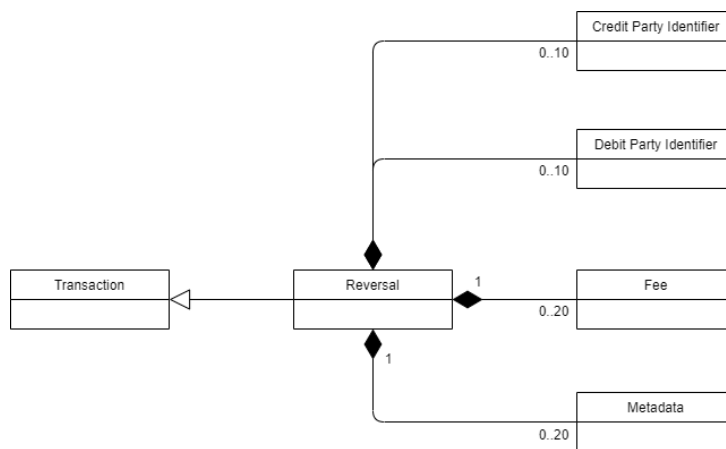 Credit Party Identifier
0..10
Debit Party Identifier
0..10
Transaction
Reversal
1
Fee
0..20
1
Metadata
0..20